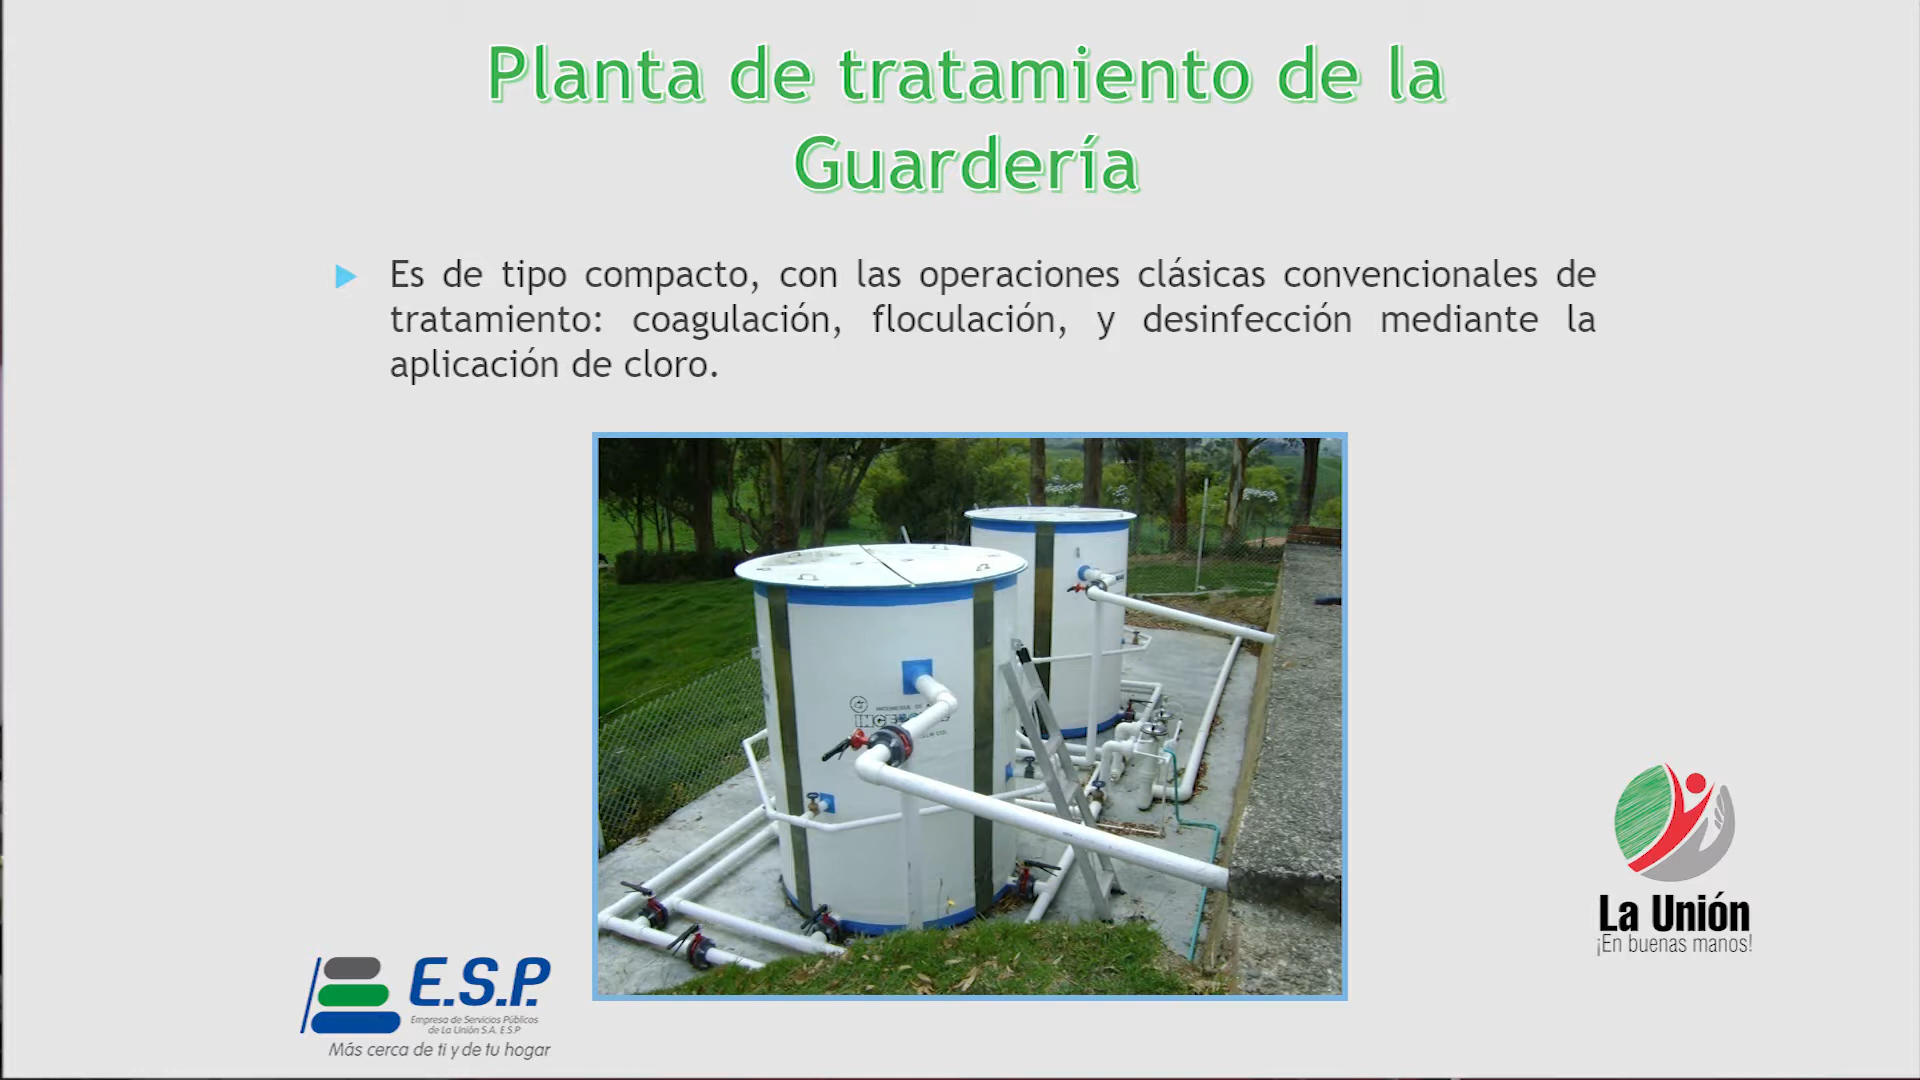 Planta de tratamiento de la
Guardería
Es de tipo compacto, con las operaciones clásicas convencionales de
tratamiento: coagulación, floculación, y desinfección mediante la
aplicación de cloro.
La Unión
¡En buenas manos!
E.S.P.
Empresa de Servicios Públicos
de La Unión S.A. E.S.P
Más cerca de ti y de tu hogar